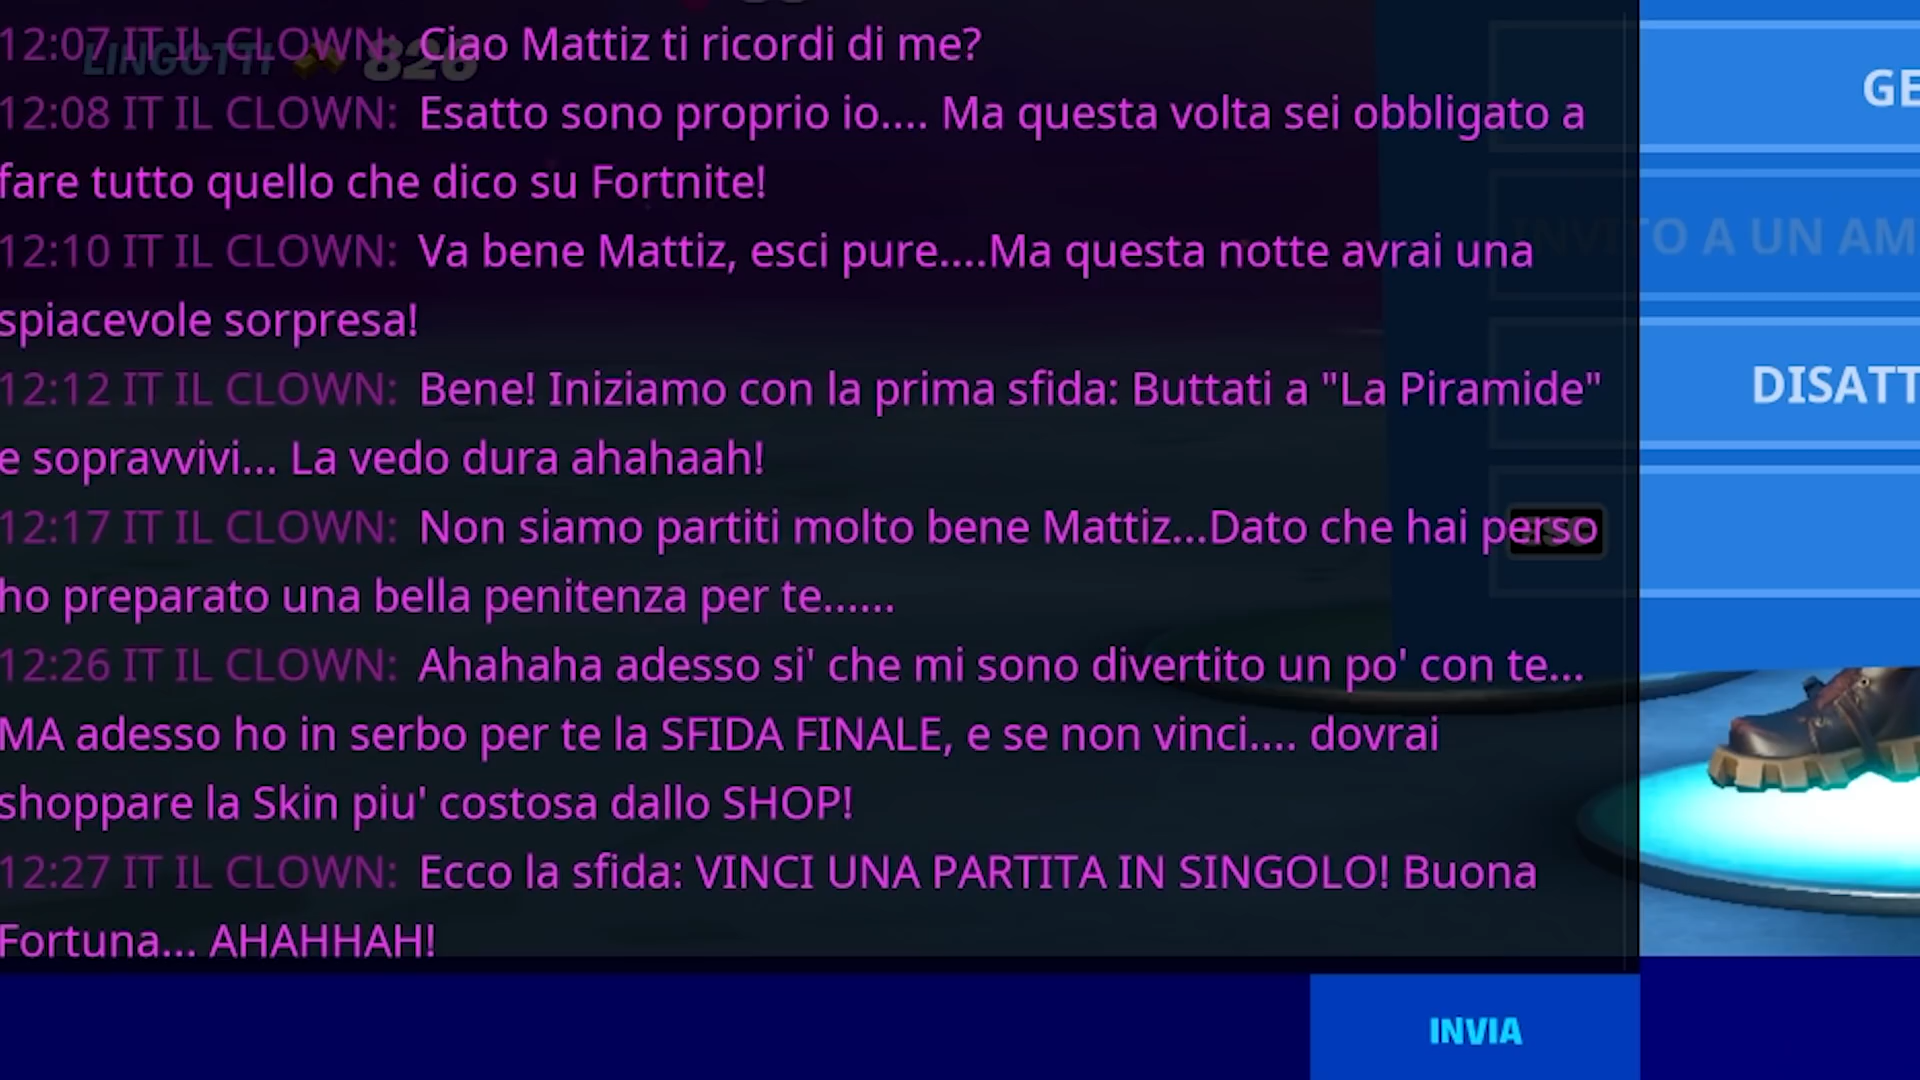 LINGOTTI 826
12:07 IT IL CLOWN: Ciao Mattiz ti ricordi di me?
12:08 IT IL CLOWN: Esatto sono proprio io.... Ma questa volta sei obbligato a
fare tutto quello che dico su Fortnite!
12:10 IT IL CLOWN: Va bene Mattiz, esci pure....Ma questa notte avrai una
spiacevole sorpresa!
12:12 IT IL CLOWN: Bene! Iniziamo con la prima sfida: Buttati a "La Piramide"
e sopravvivi... La vedo dura ahahaah!
12:17 IT IL CLOWN: Non siamo partiti molto bene Mattiz...Dato che hai perso
ho preparato una bella penitenza per te......
12:26 IT IL CLOWN: Ahahaha adesso si' che mi sono divertito un po' con te...
MA adesso ho in serbo per te la SFIDA FINALE, e se non vinci.... dovrai
shoppare la Skin piu' costosa dallo SHOP!
12:27 IT IL CLOWN: Ecco la sfida: VINCI UNA PARTITA IN SINGOLO! Buona
Fortuna... AHAHHAH!
INVIA
GE
INVITO A UN AM
DISATT
ESC